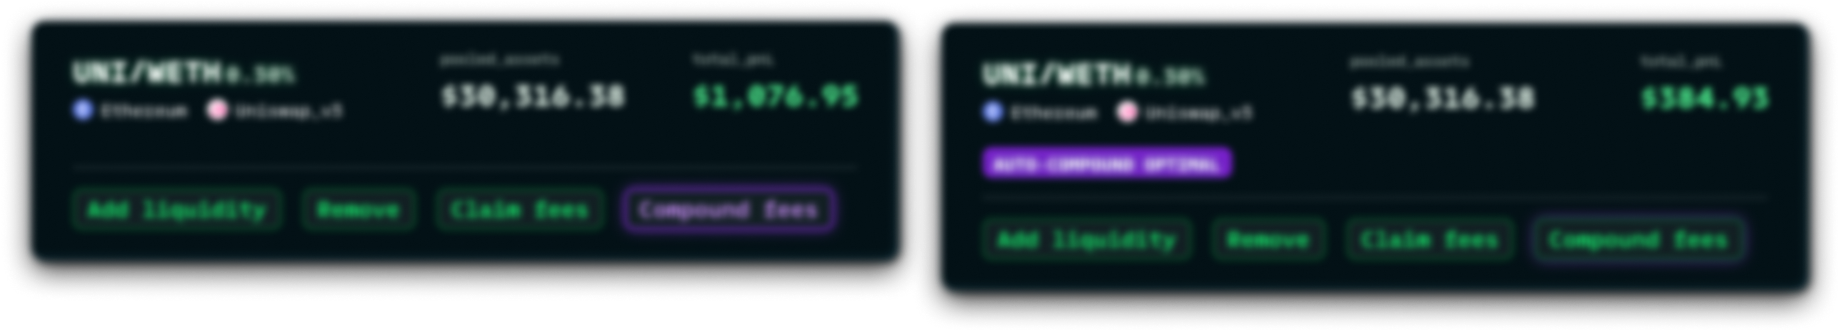 UNI/WETH 0.30%
pooled_assets
$30,316.38
total_pnl
$1,076.95
Ethereum Uniswap_v3
Add liquidity Remove Claim fees Compound fees
UNI/WETH 0.30%
pooled_assets
$30,316.38
total_pnl
$384.93
Ethereum Uniswap_v3
AUTO-COMPOUND OPTIMAL
Add liquidity Remove Claim fees Compound fees